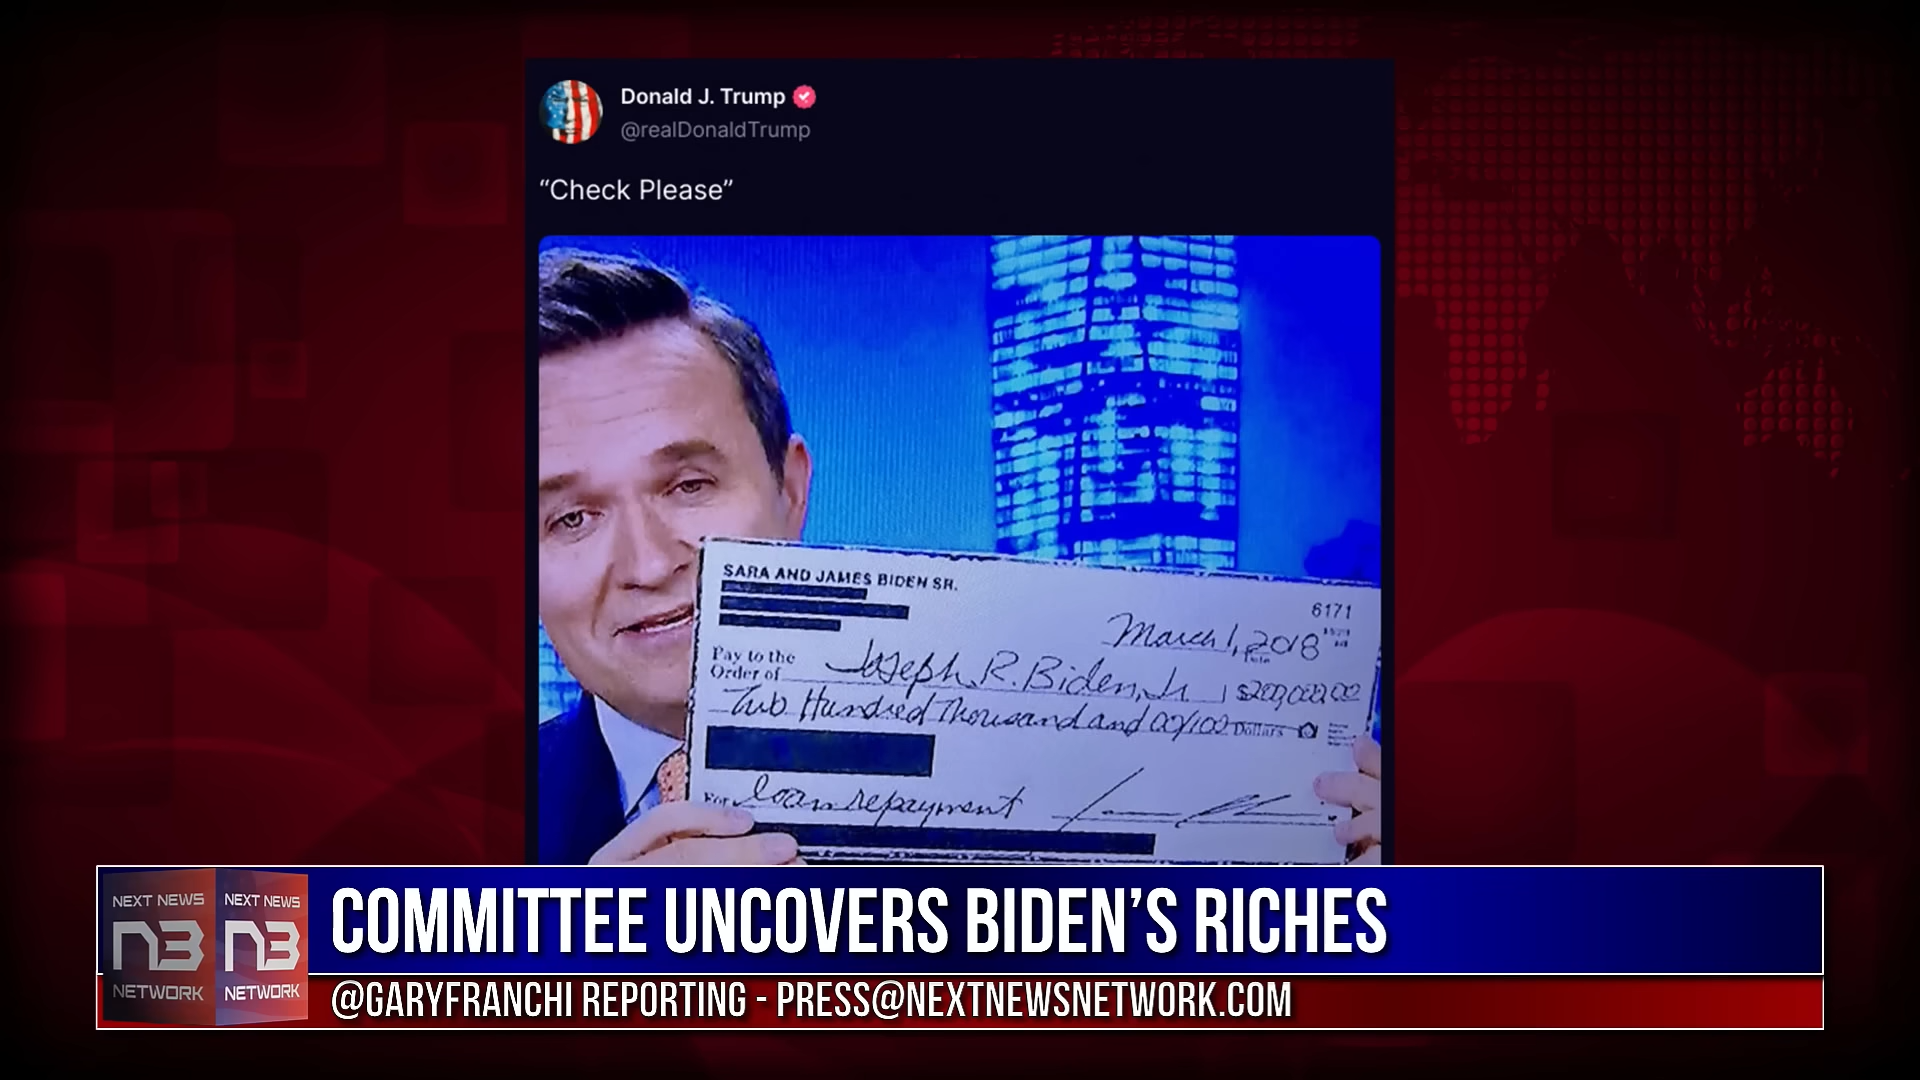 Donald J. Trump
@realDonaldTrump
“Check Please”
SARA AND JAMES BIDEN SR.
6171
March 1, 2018
Date
Pay to the
Order of Joseph R. Biden, Jr. $200,000.00
Two Hundred Thousand and 00/100 Dollars
For loan repayment
NEXT NEWS
N3
NETWORK
NEXT NEWS
N3
NETWORK
COMMITTEE UNCOVERS BIDEN’S RICHES
@GARYFRANCHI REPORTING - PRESS@NEXTNEWSNETWORK.COM